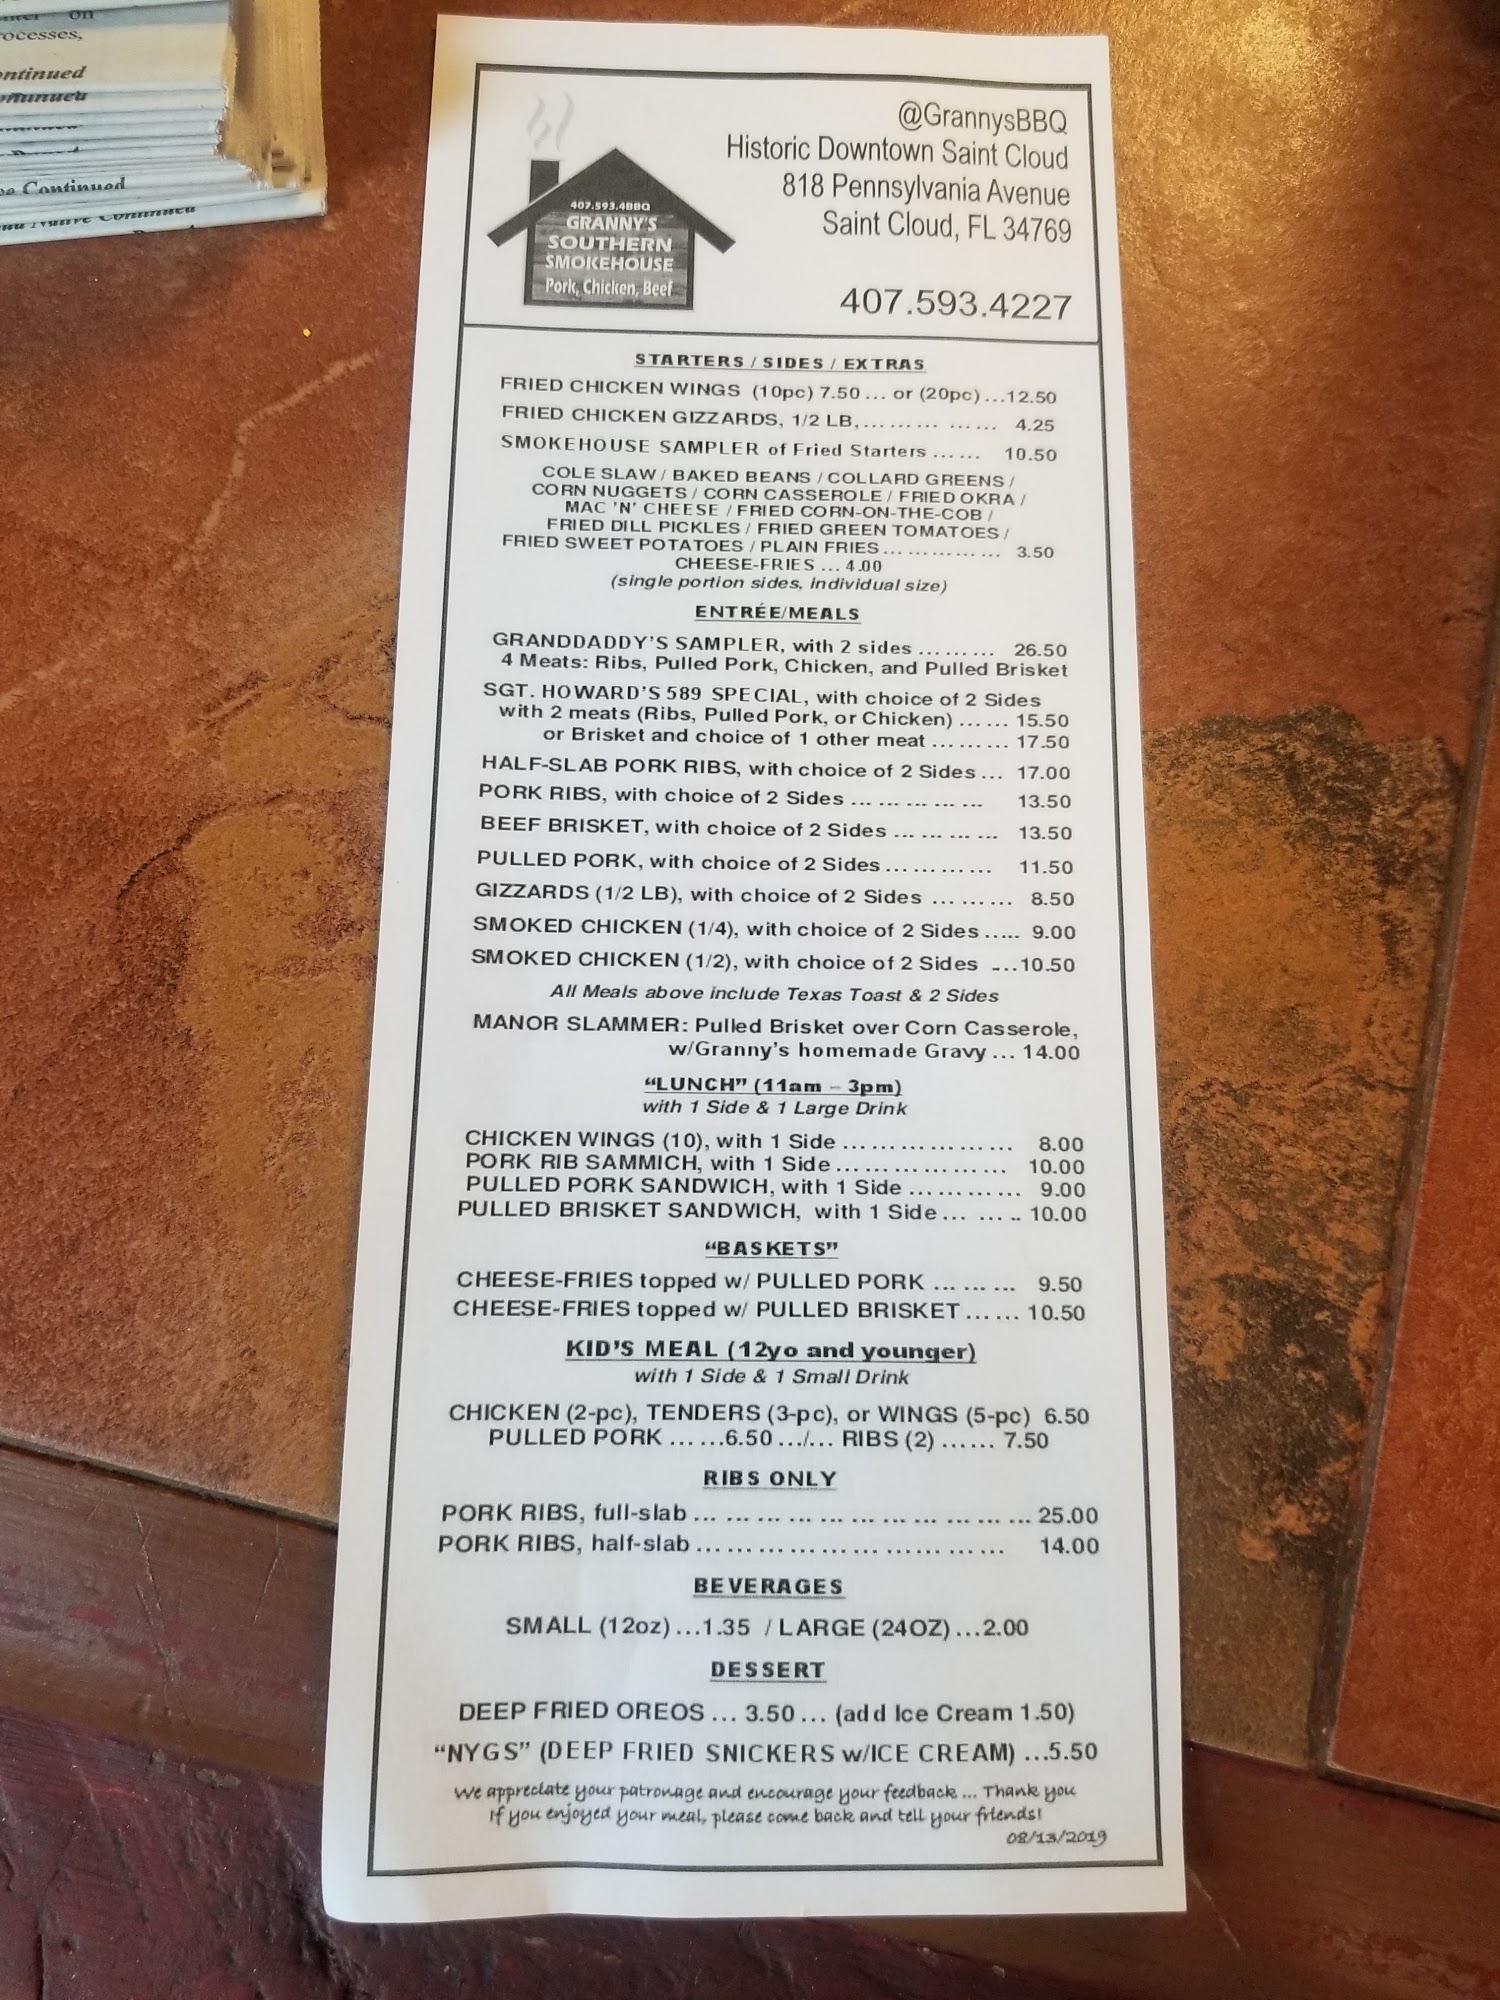 on
ocesses,
ontinued
Continued
407.593.4BBQ
GRANNY'S
SOUTHERN
SMOKEHOUSE
Pork, Chicken, Beef
@GrannysBBQ
Historic Downtown Saint Cloud
818 Pennsylvania Avenue
Saint Cloud, FL 34769
407.593.4227
STARTERS / SIDES / EXTRAS
FRIED CHICKEN WINGS (10pc) 7.50 ... or (20pc) ...12.50
FRIED CHICKEN GIZZARDS, 1/2 LB, ... ... ... ... ... 4.25
SMOKEHOUSE SAMPLER of Fried Starters ... ... 10.50
COLE SLAW / BAKED BEANS / COLLARD GREENS /
CORN NUGGETS / CORN CASSEROLE / FRIED OKRA /
MAC 'N' CHEESE / FRIED CORN-ON-THE-COB /
FRIED DILL PICKLES / FRIED GREEN TOMATOES /
FRIED SWEET POTATOES / PLAIN FRIES ... ... ... ... ... 3.50
CHEESE-FRIES ... 4.00
(single portion sides, individual size)
ENTRÉE/MEALS
GRANDDADDY'S SAMPLER, with 2 sides ... ... ... 26.50
4 Meats: Ribs, Pulled Pork, Chicken, and Pulled Brisket
SGT. HOWARD'S 589 SPECIAL, with choice of 2 Sides
with 2 meats (Ribs, Pulled Pork, or Chicken) ... ... 15.50
or Brisket and choice of 1 other meat ... ... ... 17.50
HALF-SLAB PORK RIBS, with choice of 2 Sides ... 17.00
PORK RIBS, with choice of 2 Sides ... ... ... ... ... 13.50
BEEF BRISKET, with choice of 2 Sides ... ... ... ... 13.50
PULLED PORK, with choice of 2 Sides ... ... ... ... 11.50
GIZZARDS (1/2 LB), with choice of 2 Sides ... ... ... 8.50
SMOKED CHICKEN (1/4), with choice of 2 Sides ..... 9.00
SMOKED CHICKEN (1/2), with choice of 2 Sides ....10.50
All Meals above include Texas Toast & 2 Sides
MANOR SLAMMER: Pulled Brisket over Corn Casserole,
w/Granny's homemade Gravy ... 14.00
“LUNCH” (11am – 3pm)
with 1 Side & 1 Large Drink
CHICKEN WINGS (10), with 1 Side ... ... ... ... ... ... 8.00
PORK RIB SAMMICH, with 1 Side ... ... ... ... ... ... 10.00
PULLED PORK SANDWICH, with 1 Side ... ... ... ... 9.00
PULLED BRISKET SANDWICH, with 1 Side ... ... .. 10.00
“BASKETS”
CHEESE-FRIES topped w/ PULLED PORK ... ... ... 9.50
CHEESE-FRIES topped w/ PULLED BRISKET ... ... 10.50
KID'S MEAL (12yo and younger)
with 1 Side & 1 Small Drink
CHICKEN (2-pc), TENDERS (3-pc), or WINGS (5-pc) 6.50
PULLED PORK ... ...6.50 .../... RIBS (2) ... ... 7.50
RIBS ONLY
PORK RIBS, full-slab ... ... ... ... ... ... ... ... ... ... ... 25.00
PORK RIBS, half-slab ... ... ... ... ... ... ... ... ... ... 14.00
BEVERAGES
SMALL (12oz) ...1.35 / LARGE (24OZ) ...2.00
DESSERT
DEEP FRIED OREOS ... 3.50 ... (add Ice Cream 1.50)
“NYGS” (DEEP FRIED SNICKERS w/ICE CREAM) ...5.50
We appreciate your patronage and encourage your feedback ... Thank you
If you enjoyed your meal, please come back and tell your friends!
08/13/2019